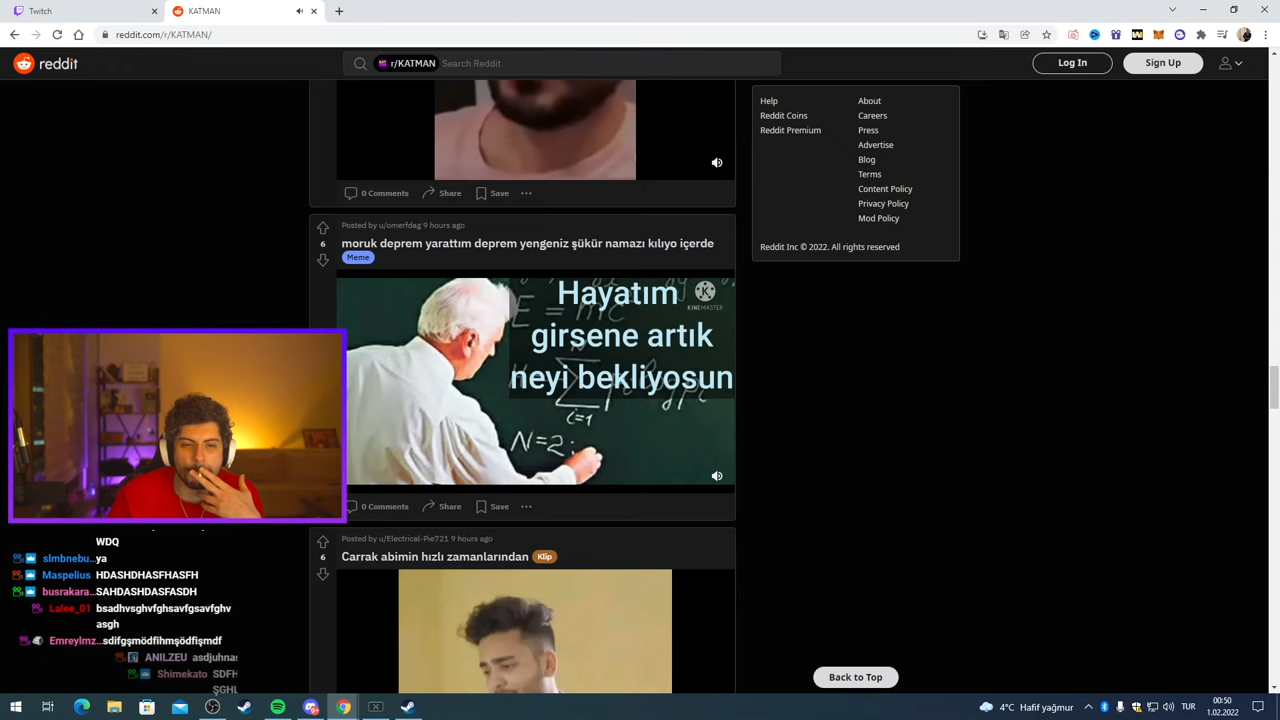 Twitch
KATMAN
reddit.com/r/KATMAN/
reddit
r/KATMAN
Search Reddit
Log In
Sign Up
Help
About
Reddit Coins
Careers
Reddit Premium
Press
Advertise
Blog
Terms
Content Policy
Privacy Policy
Mod Policy
Reddit Inc © 2022. All rights reserved
0 Comments
Share
Save
Posted by u/omerfdag 9 hours ago
6
moruk deprem yarattım deprem yengeniz şükür namazı kılıyo içerde
Meme
Hayatım
girsene artık
neyi bekliyosun
KINEMASTER
N=2
i=1
0 Comments
Share
Save
Posted by u/Electrical-Pie721 9 hours ago
6
Carrak abimin hızlı zamanlarından
Klip
WDQ
slmbnebu... ya
Maspelius HDASHDHASFHASFH
busrakara... SAHDASHDASFASDH
Lalee_01 bsadhvsghvfghsavfgsavfghv
asgh
Emreylmz... sdifgşmödfihmşödfişmdf
ANILZEU asdjuhnas
Shimekato SDFH
ŞGHL
Back to Top
4°C Hafif yağmur
TUR
00:50
1.02.2022